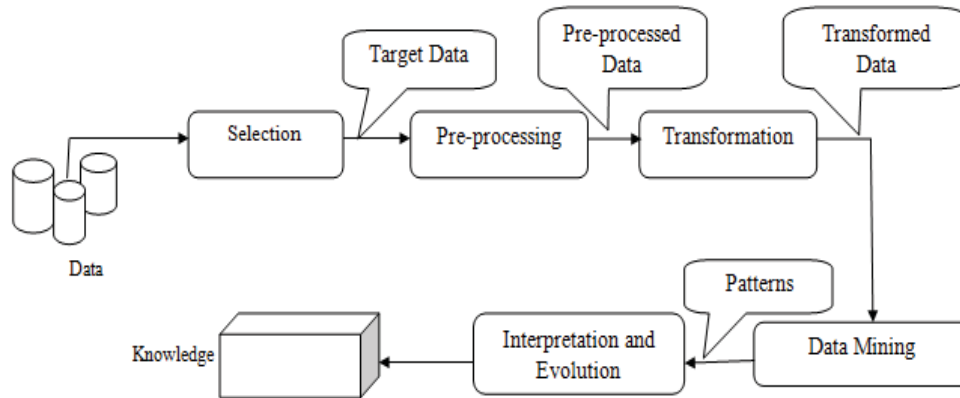 Target Data
Pre-processed
Data
Transformed
Data
Selection
Pre-processing
Transformation
Data
Patterns
Knowledge
Interpretation and
Evolution
Data Mining